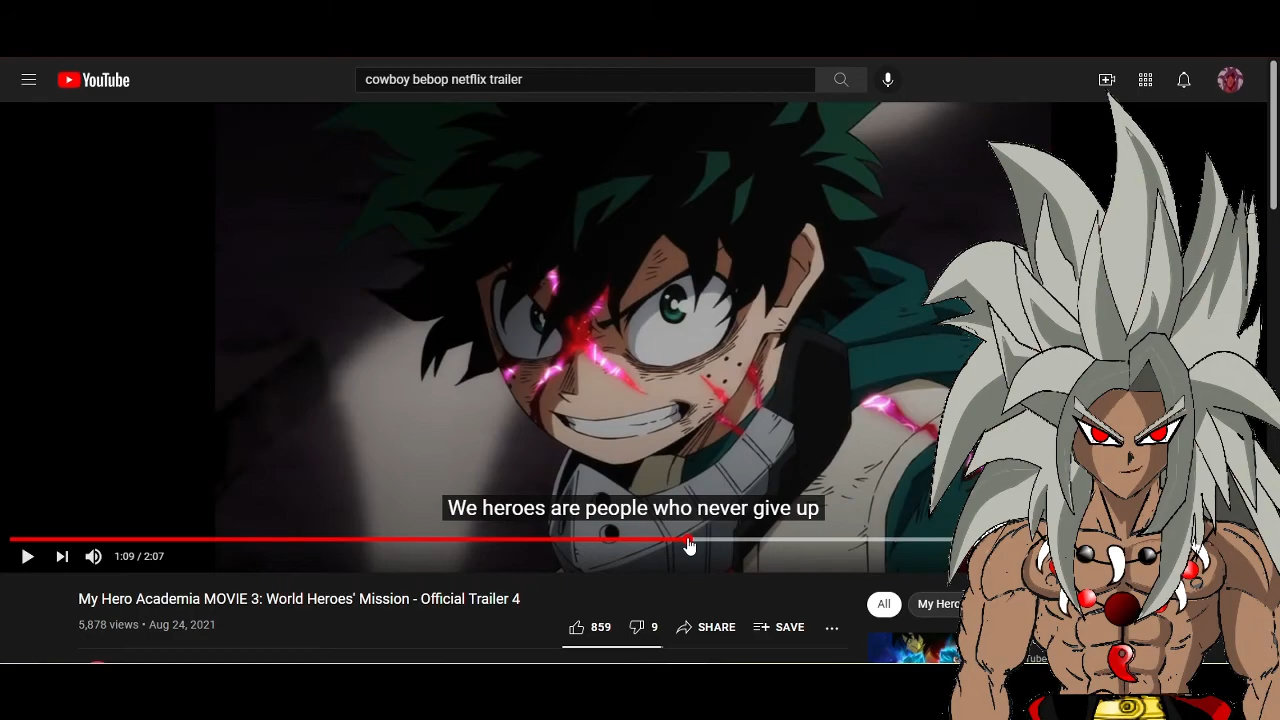 YouTube
cowboy bebop netflix trailer
We heroes are people who never give up
1:09 / 2:07
My Hero Academia MOVIE 3: World Heroes' Mission - Official Trailer 4
5,878 views • Aug 24, 2021
859
9
SHARE
SAVE
All
My Herc